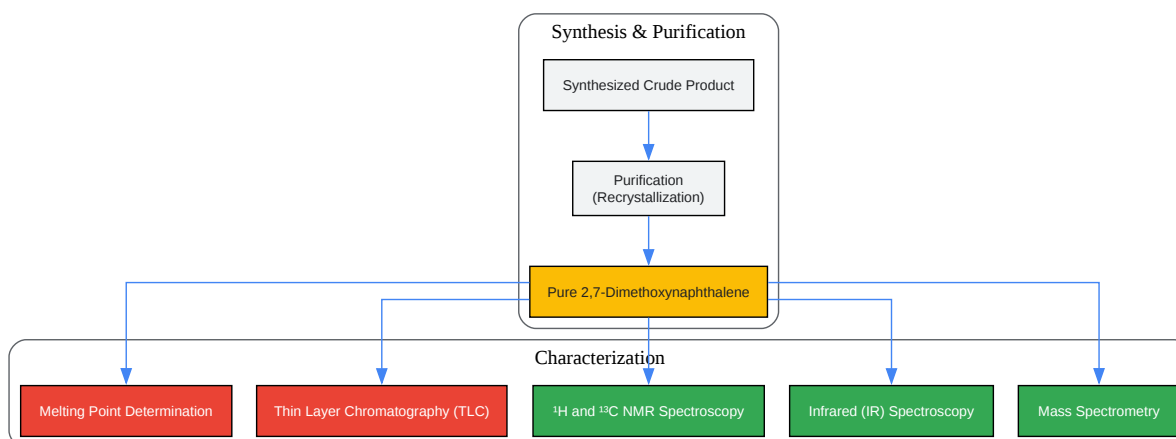 Synthesis & Purification
Synthesized Crude Product
Purification
(Recrystallization)
Pure 2,7-Dimethoxynaphthalene
Characterization
Melting Point Determination
Thin Layer Chromatography (TLC)
¹H and ¹³C NMR Spectroscopy
Infrared (IR) Spectroscopy
Mass Spectrometry